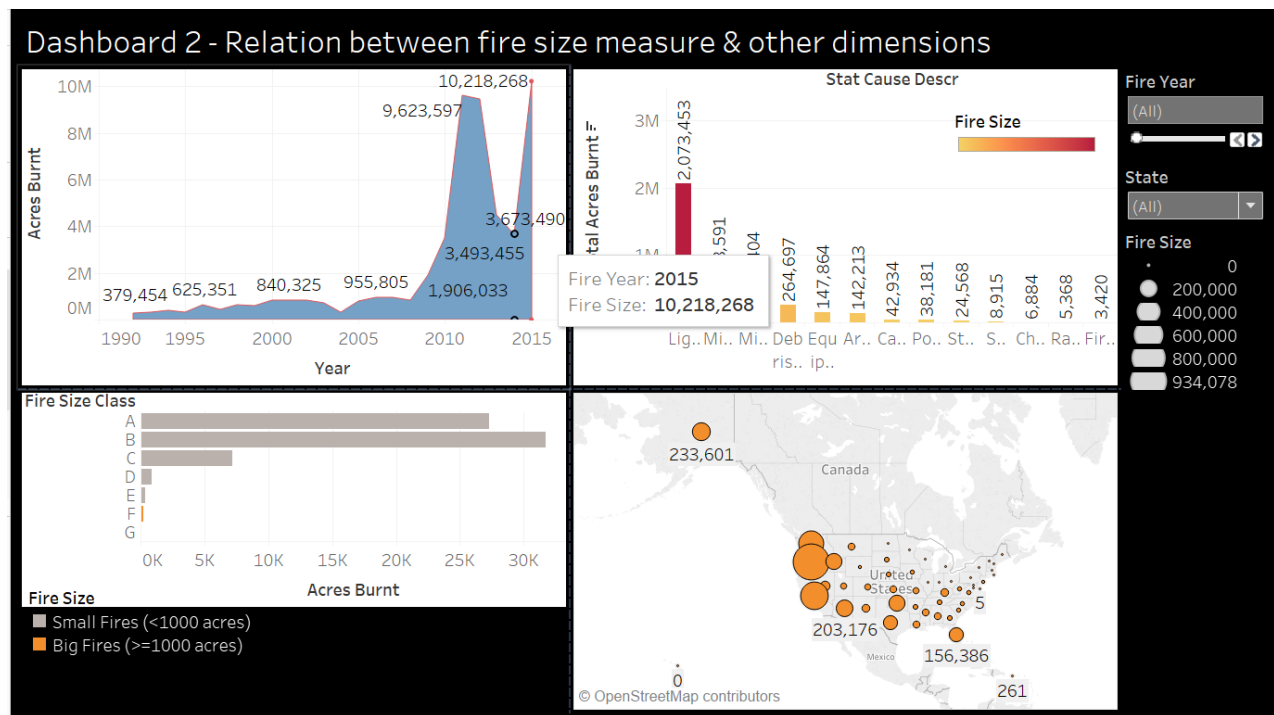 Dashboard 2 - Relation between fire size measure & other dimensions
10M
8M
6M
4M
2M
0M
Acres Burnt
10,218,268
9,623,597
3,673,490
3,493,455
1,906,033
955,805
840,325
625,351
379,454
1990 1995 2000 2005 2010 2015
Year
Stat Cause Descr
3M
2M
1M
tal Acres Burnt
Fire Size
2,073,453
3,591
404
264,697
147,864
142,213
42,934
38,181
24,568
8,915
6,884
5,368
3,420
Lig.. Mi.. Mi.. Deb Equ Ar.. Ca.. Po.. St.. S.. Ch.. Ra.. Fir..
ris.. ip..
Fire Year: 2015
Fire Size: 10,218,268
Fire Year
(All)
State
(All)
Fire Size
0
200,000
400,000
600,000
800,000
934,078
Fire Size Class
A
B
C
D
E
F
G
0K 5K 10K 15K 20K 25K 30K
Acres Burnt
Fire Size
Small Fires (<1000 acres)
Big Fires (>=1000 acres)
233,601
Canada
United
States
5
203,176
Mexico
156,386
0
261
© OpenStreetMap contributors